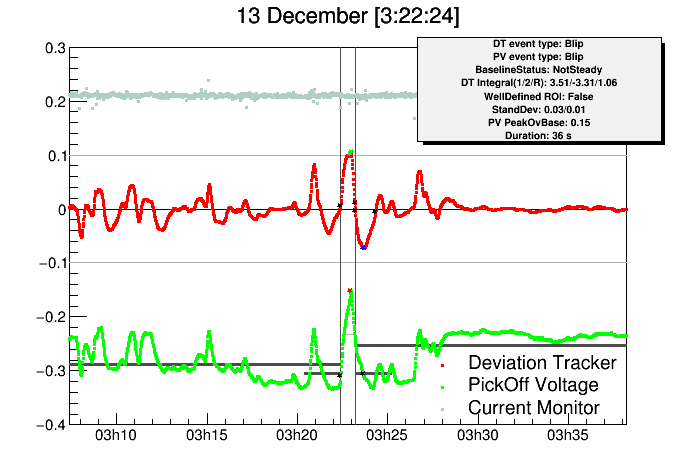 13 December [3:22:24]
DT event type: Blip
PV event type: Blip
BaselineStatus: NotSteady
DT Integral(1/2/R): 3.51/-3.31/1.06
WellDefined ROI: False
StandDev: 0.03/0.01
PV PeakOvBase: 0.15
Duration: 36 s
0.3
0.2
0.1
0
−0.1
−0.2
−0.3
−0.4
Deviation Tracker
PickOff Voltage
Current Monitor
03h10 03h15 03h20 03h25 03h30 03h35